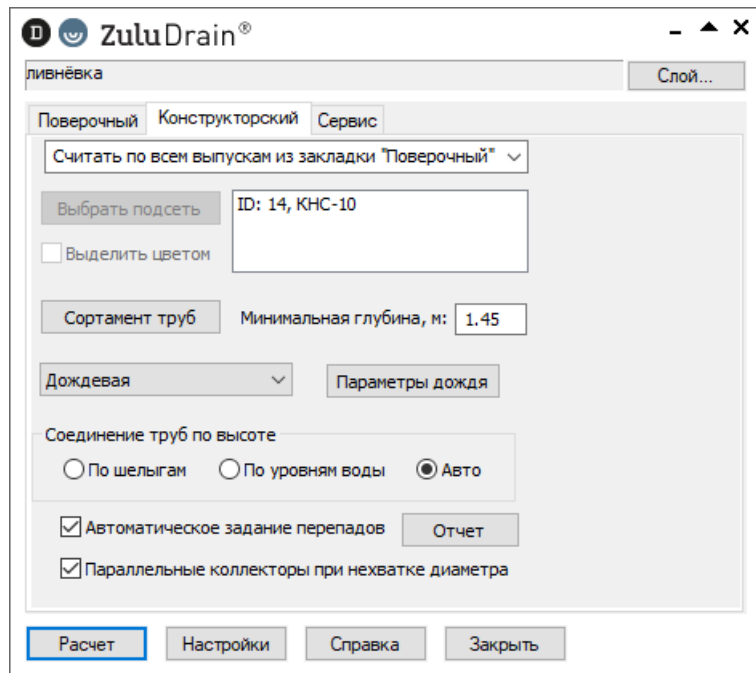 D ZuluDrain®
ливнёвка Слой...
Поверочный Конструкторский Сервис
Считать по всем выпускам из закладки "Поверочный"
Выбрать подсеть ID: 14, КНС-10
Выделить цветом
Сортамент труб Минимальная глубина, м: 1.45
Дождевая Параметры дождя
Соединение труб по высоте
По шелыгам По уровням воды Авто
Автоматическое задание перепадов Отчет
Параллельные коллекторы при нехватке диаметра
Расчет Настройки Справка Закрыть